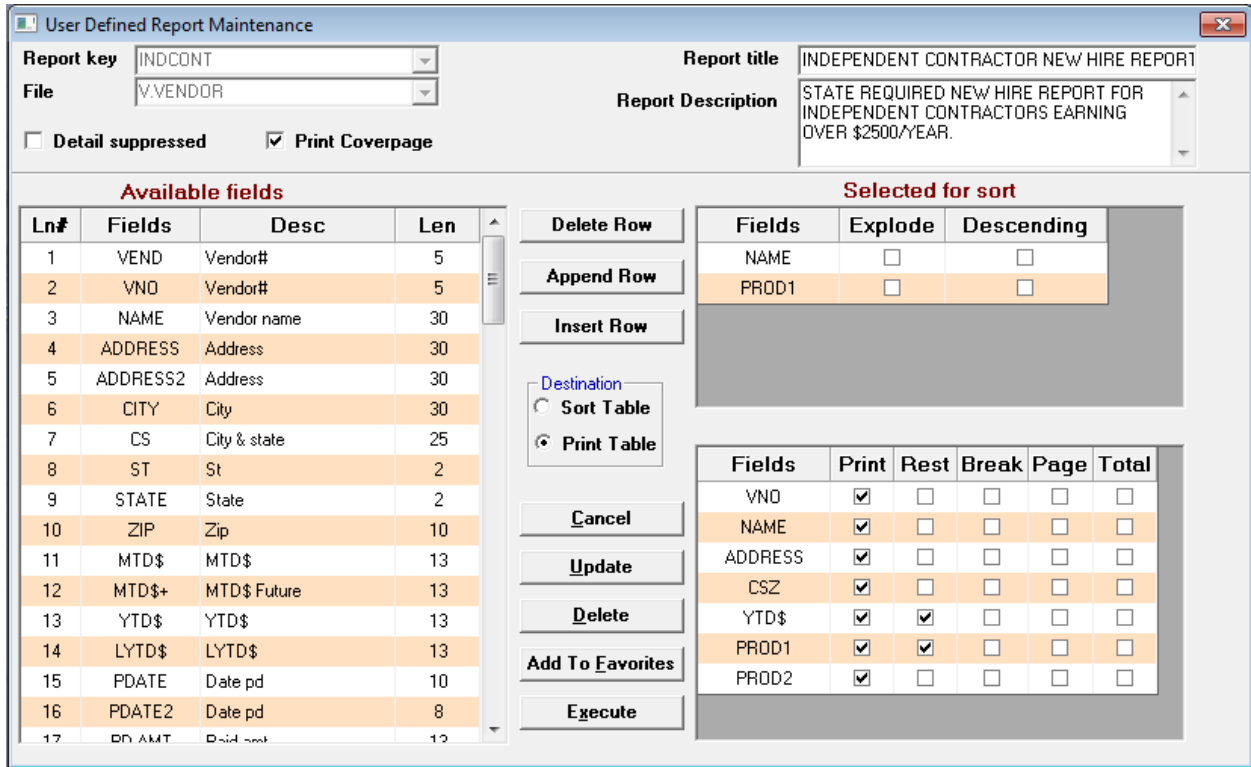 User Defined Report Maintenance
Report key INDCONT
Report title INDEPENDENT CONTRACTOR NEW HIRE REPORT
File V.VENDOR
Report Description STATE REQUIRED NEW HIRE REPORT FOR
INDEPENDENT CONTRACTORS EARNING
OVER $2500/YEAR.
Detail suppressed Print Coverpage
Available fields
Ln# Fields Desc Len
1 VEND Vendor# 5
2 VNO Vendor# 5
3 NAME Vendor name 30
4 ADDRESS Address 30
5 ADDRESS2 Address 30
6 CITY City 30
7 CS City & state 25
8 ST St 2
9 STATE State 2
10 ZIP Zip 10
11 MTD$ MTD$ 13
12 MTD$+ MTD$ Future 13
13 YTD$ YTD$ 13
14 LYTD$ LYTD$ 13
15 PDATE Date pd 10
16 PDATE2 Date pd 8
17 PD.AMT Paid amt 13
Delete Row
Append Row
Insert Row
Destination
Sort Table
Print Table
Cancel
Update
Delete
Add To Favorites
Execute
Selected for sort
Fields Explode Descending
NAME
PROD1
Fields Print Rest Break Page Total
VNO
NAME
ADDRESS
CSZ
YTD$
PROD1
PROD2